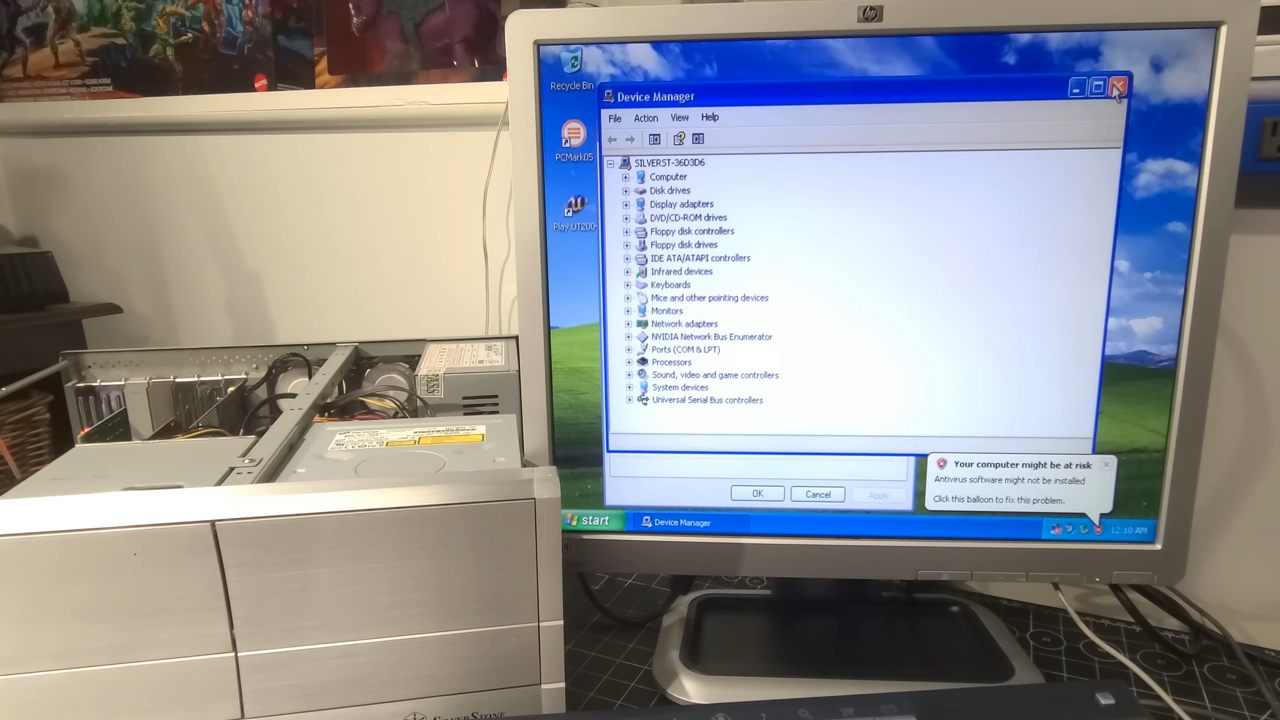 hp
Recycle Bin
PCMark05
Play UT200
Device Manager
File Action View Help
SILVERST-36D3D6
Computer
Disk drives
Display adapters
DVD/CD-ROM drives
Floppy disk controllers
Floppy disk drives
IDE ATA/ATAPI controllers
Infrared devices
Keyboards
Mice and other pointing devices
Monitors
Network adapters
NVIDIA Network Bus Enumerator
Ports (COM & LPT)
Processors
Sound, video and game controllers
System devices
Universal Serial Bus controllers
OK Cancel Apply
Your computer might be at risk
Antivirus software might not be installed
Click this balloon to fix this problem.
start
Device Manager
12:10 AM
SILVERSTONE